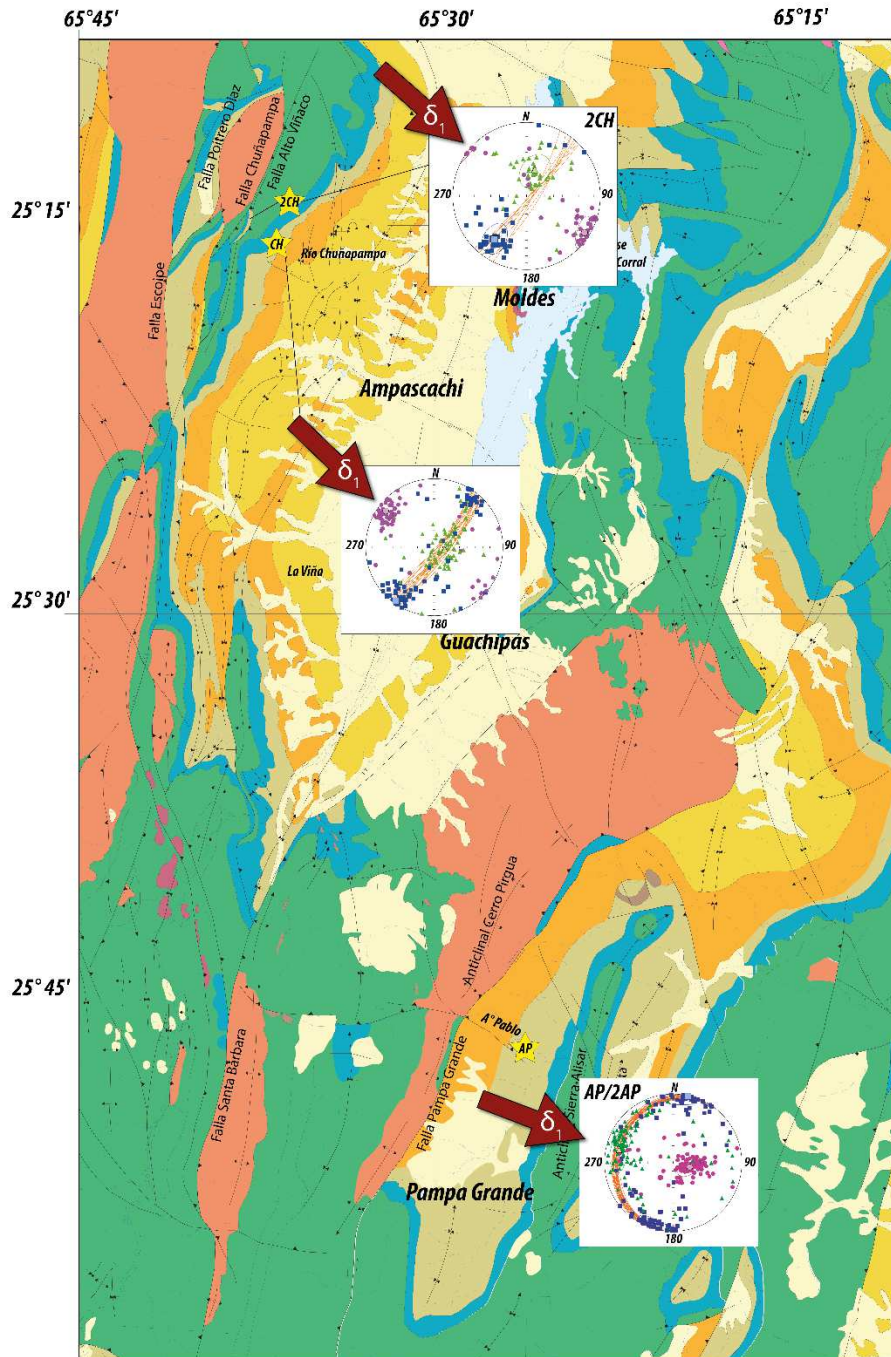 65°45'
65°30'
65°15'
Falla Poitrero Díaz
Falla Chuñapampa
Falla Alto Viñaco
δ1
2CH
N
270
90
180
25°15'
2CH
CH
Río Chuñapampa
Falla Escoipe
Corral
Moldes
Ampascachi
δ1
N
270
90
180
La Viña
25°30'
Guachipas
Anticlinal Cerro Pirgua
25°45'
A° Pablo
AP
Falla Santa Bárbara
Falla Pampa Grande
δ1
Sierra Alisar
AP/2AP
N
270
90
180
Pampa Grande